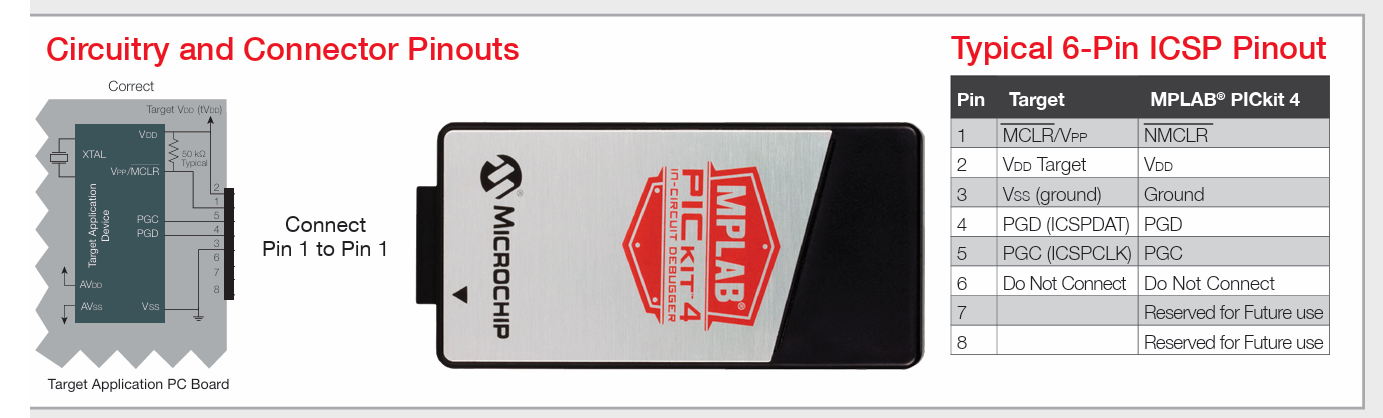 Circuitry and Connector Pinouts
Correct
Target VDD (tVDD)
VDD
XTAL
50 kΩ
Typical
VPP/MCLR
2
1
5
4
3
6
7
8
PGC
PGD
Target Application
Device
AVDD
AVSS
VSS
Target Application PC Board
Connect
Pin 1 to Pin 1
MICROCHIP
®
MPLAB®
PICKIT™4
IN-CIRCUIT DEBUGGER
Typical 6-Pin ICSP Pinout
Pin Target MPLAB® PICkit 4
1 MCLR/VPP NMCLR
2 VDD Target VDD
3 VSS (ground) Ground
4 PGD (ICSPDAT) PGD
5 PGC (ICSPCLK) PGC
6 Do Not Connect Do Not Connect
7 Reserved for Future use
8 Reserved for Future use